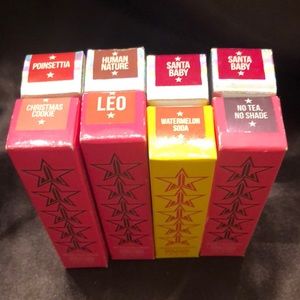 POINSETTIA
HUMAN
NATURE
SANTA
BABY
SANTA
BABY
CHRISTMAS
COOKIE
LEO
WATERMELON
SODA
NO TEA,
NO SHADE